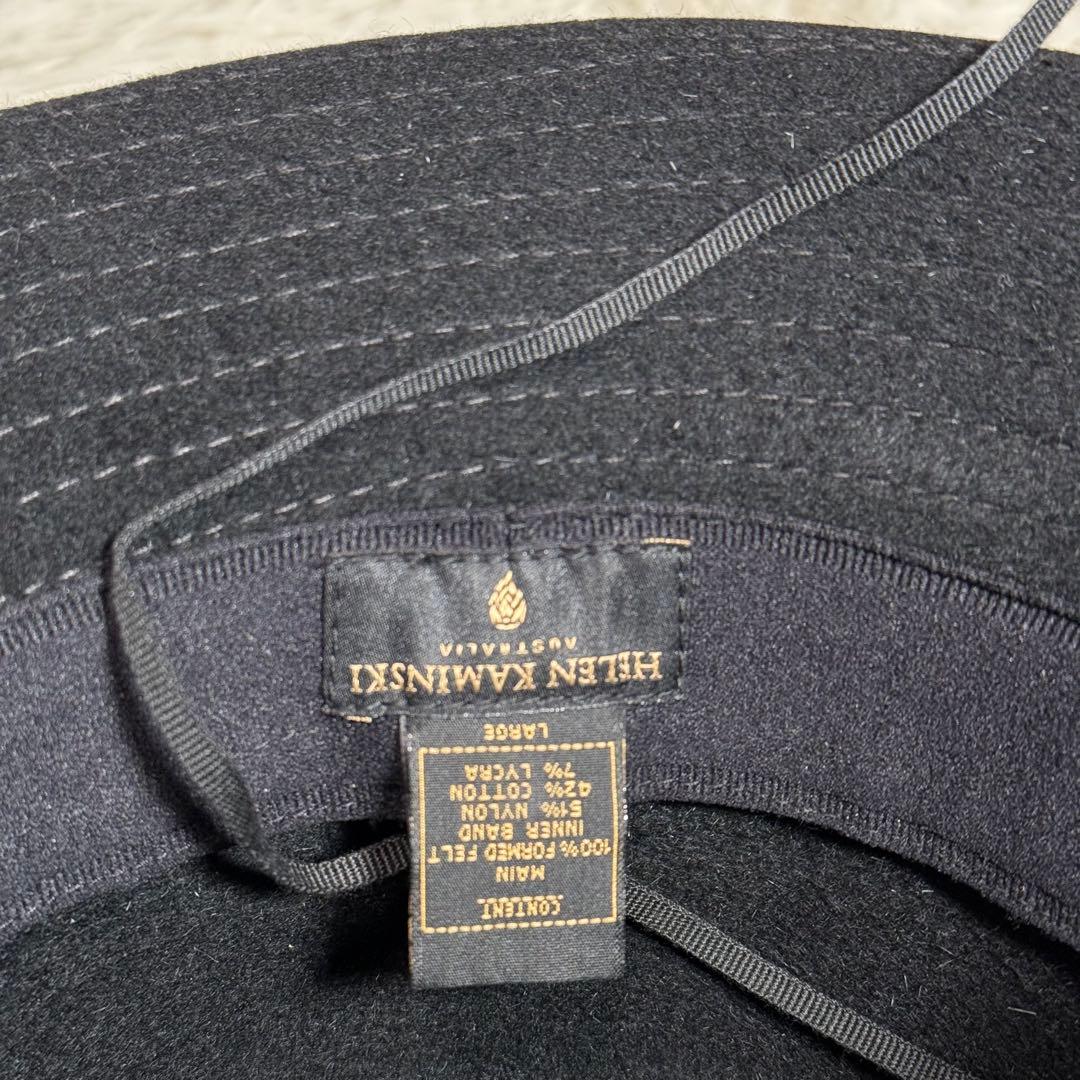 HELEN KAMINSKI
AUSTRALIA
CONTENT
MAIN
100% FORMED FELT
INNER BAND
51% NYLON
42% COTTON
7% LYCRA
LARGE